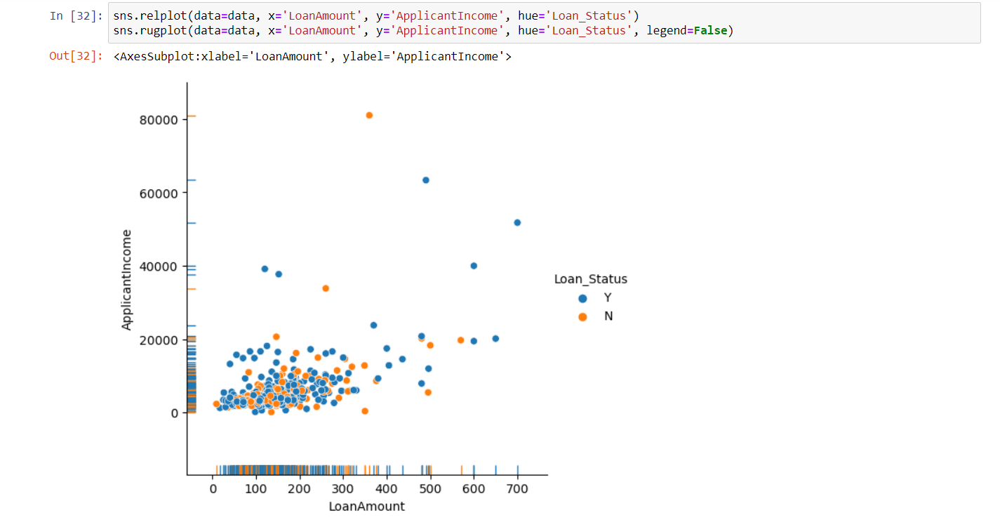 In [32]: sns.relplot(data=data, x='LoanAmount', y='ApplicantIncome', hue='Loan_Status')
sns.rugplot(data=data, x='LoanAmount', y='ApplicantIncome', hue='Loan_Status', legend=False)
Out[32]: <AxesSubplot:xlabel='LoanAmount', ylabel='ApplicantIncome'>
80000
60000
40000
20000
0
ApplicantIncome
Loan_Status
Y
N
0 100 200 300 400 500 600 700
LoanAmount